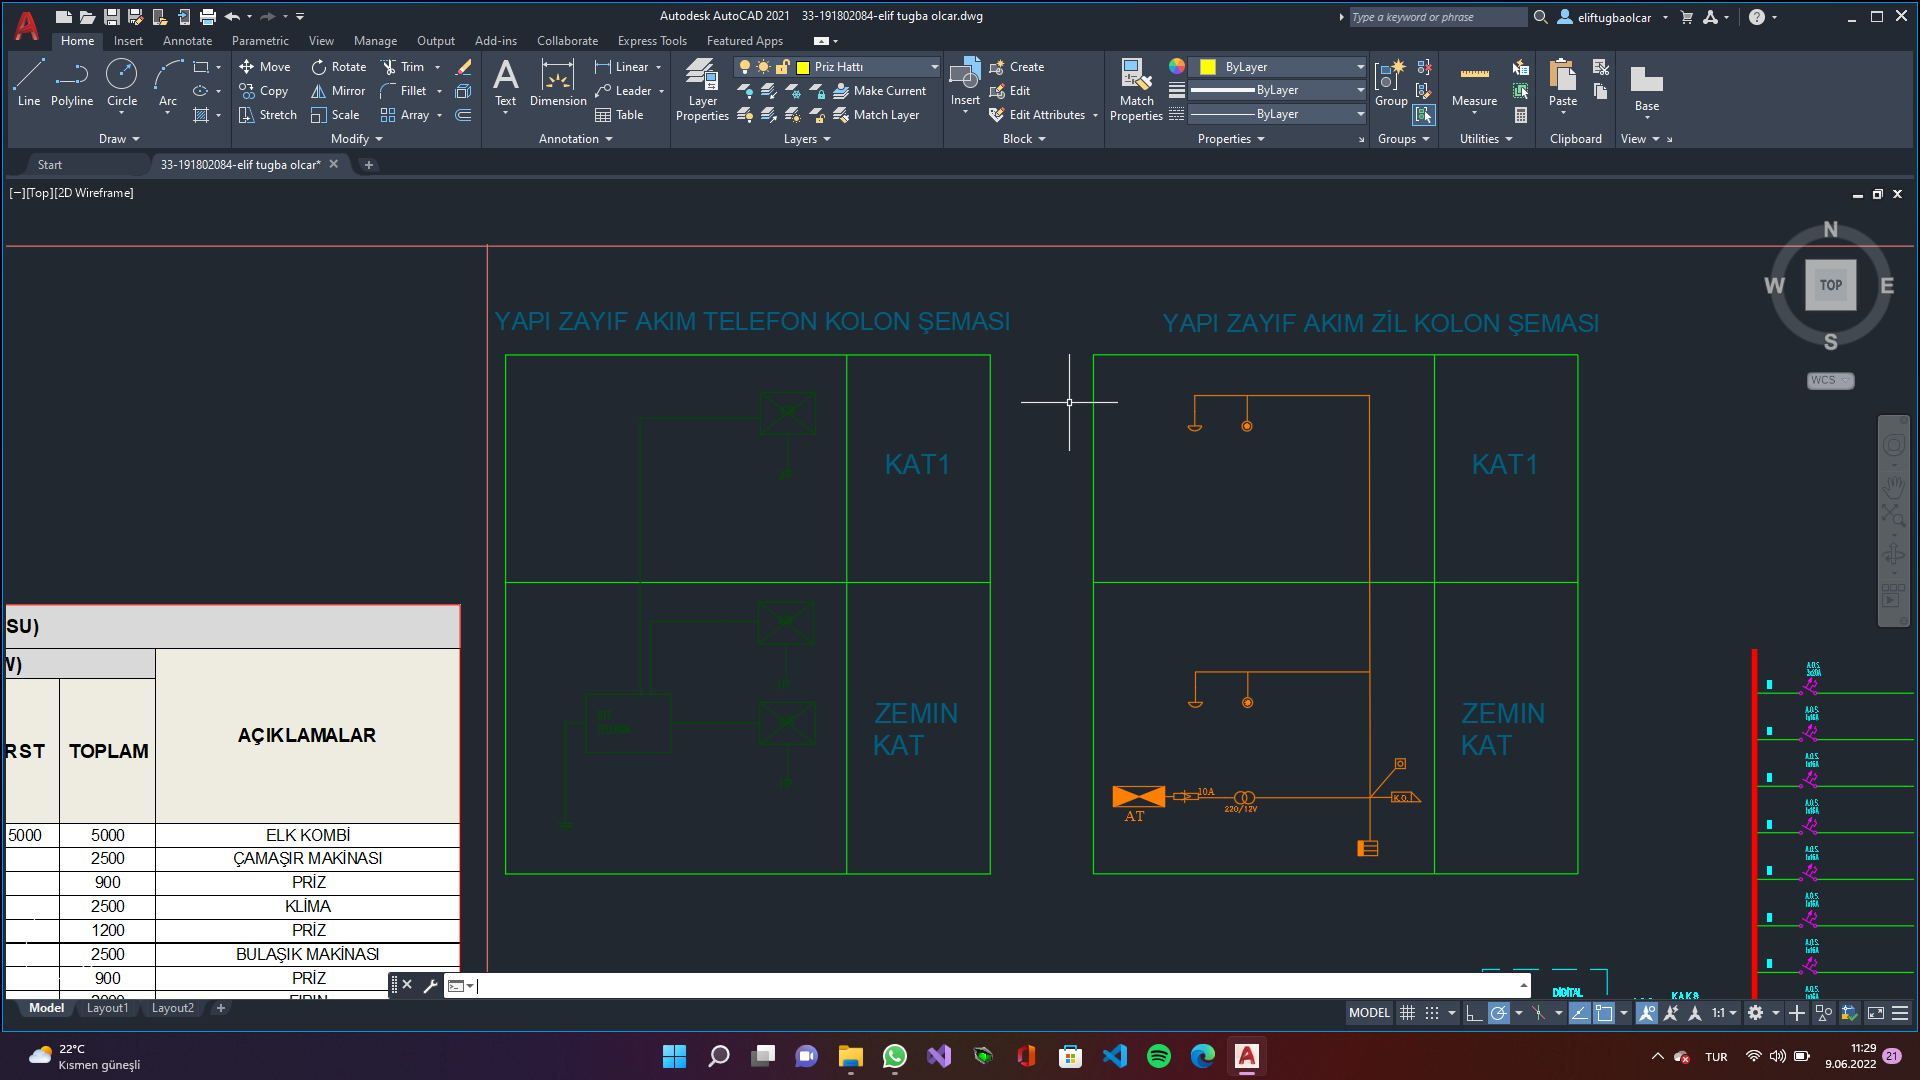 Autodesk AutoCAD 2021 33-191802084-elif tugba olcar.dwg
Type a keyword or phrase
eliftugbaolcar
Home Insert Annotate Parametric View Manage Output Add-ins Collaborate Express Tools Featured Apps
Line Polyline Circle Arc
Move Rotate Trim
Copy Mirror Fillet
Stretch Scale Array
Text Dimension
Linear
Leader
Table
Layer Properties
Priz Hattı
Make Current
Match Layer
Insert
Create
Edit
Edit Attributes
Match Properties
ByLayer
ByLayer
ByLayer
Group
Measure
Paste
Base
Draw Modify Annotation Layers Block Properties Groups Utilities Clipboard View
Start
33-191802084-elif tugba olcar*
[−][Top][2D Wireframe]
N
W TOP E
S
WCS
YAPI ZAYIF AKIM TELEFON KOLON ŞEMASI
YAPI ZAYIF AKIM ZİL KOLON ŞEMASI
KAT1
KAT1
ZEMIN
KAT
ZEMIN
KAT
10A
220/12V
AT
K.O.
SU)
RST
TOPLAM
AÇIKLAMALAR
5000 5000 ELK KOMBİ
2500 ÇAMAŞIR MAKİNASI
900 PRİZ
2500 KLİMA
1200 PRİZ
2500 BULAŞIK MAKİNASI
900 PRİZ
DİGİTAL
Model Layout1 Layout2
MODEL
1:1
22°C
Kısmen güneşli
TUR
11:29
9.06.2022
21